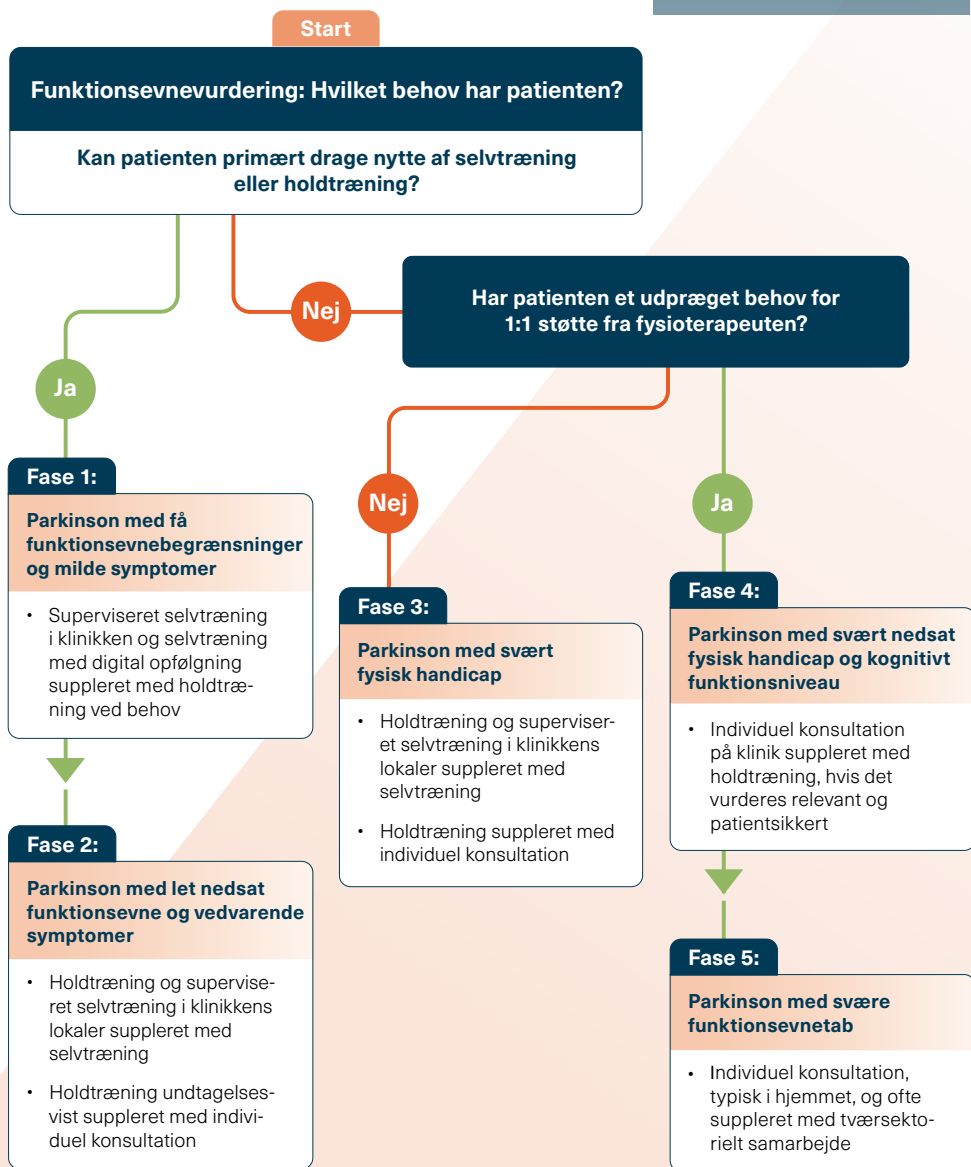 Start
Funktionsevnevurdering: Hvilket behov har patienten?
Kan patienten primært drage nytte af selvtræning
eller holdtræning?
Nej
Har patienten et udpræget behov for
1:1 støtte fra fysioterapeuten?
Ja
Fase 1:
Parkinson med få
funktionsevnebegrænsninger
og milde symptomer
• Superviseret selvtræning
i klinikken og selvtræning
med digital opfølgning
suppleret med holdtræ-
ning ved behov
Fase 2:
Parkinson med let nedsat
funktionsevne og vedvarende
symptomer
• Holdtræning og supervise-
ret selvtræning i klinikkens
lokaler suppleret med
selvtræning
• Holdtræning undtagelses-
vist suppleret med indivi-
duel konsultation
Nej
Fase 3:
Parkinson med svært
fysisk handicap
• Holdtræning og superviser-
et selvtræning i klinikkens
lokaler suppleret med
selvtræning
• Holdtræning suppleret med
individuel konsultation
Ja
Fase 4:
Parkinson med svært nedsat
fysisk handicap og kognitivt
funktionsniveau
• Individuel konsultation
på klinik suppleret med
holdtræning, hvis det
vurderes relevant og
patientsikkert
Fase 5:
Parkinson med svære
funktionsevnetab
• Individuel konsultation,
typisk i hjemmet, og ofte
suppleret med tværsekto-
rielt samarbejde